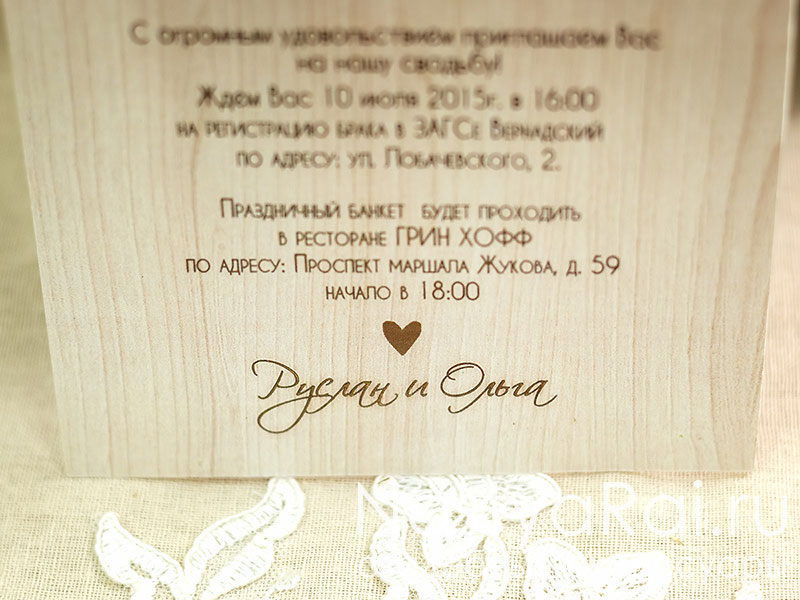 С огромным удовольствием приглашаем Вас
на нашу свадьбу!
Ждем Вас 10 июля 2015г. в 16:00
на регистрацию брака в ЗАГСе Вернадский
по адресу: ул. Лобачевского, 2.
Праздничный банкет будет проходить
в ресторане ГРИН ХОФФ
по адресу: Проспект маршала Жукова, д. 59
начало в 18:00
Руслан и Ольга